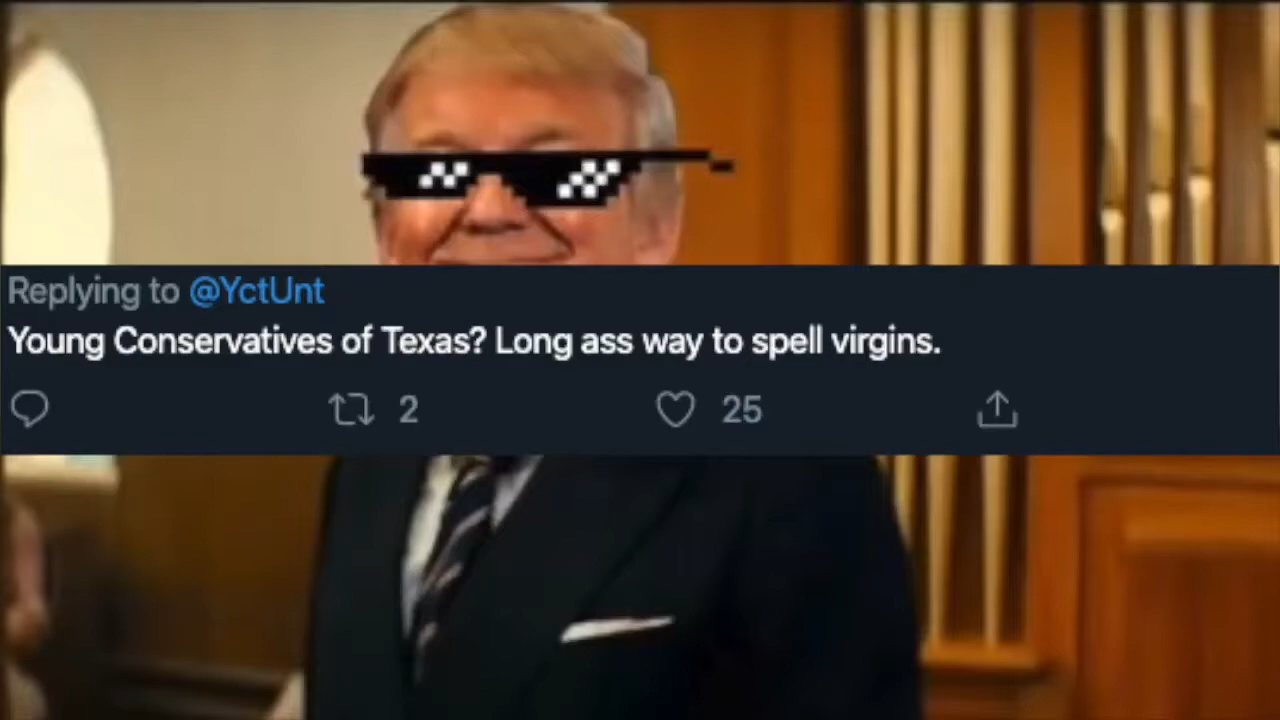 Replying to @YctUnt
Young Conservatives of Texas? Long ass way to spell virgins.
2 25